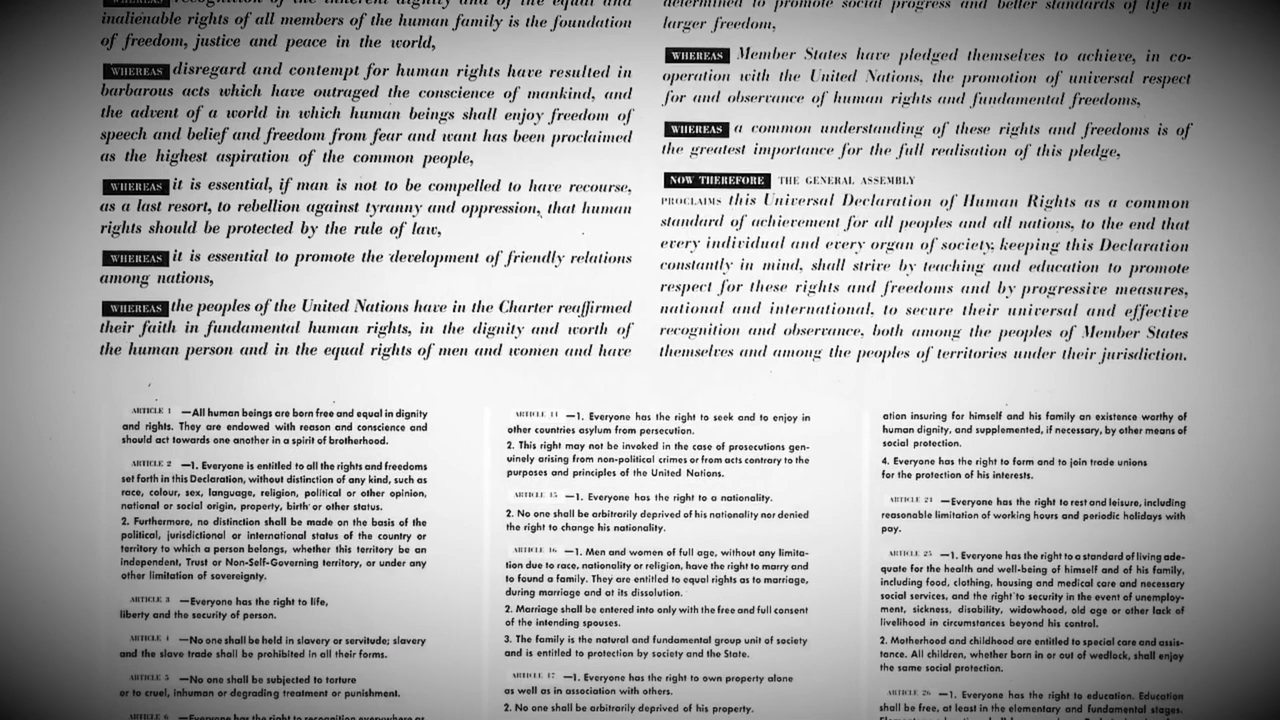 WHEREAS recognition of the inherent dignity and of the equal and
inalienable rights of all members of the human family is the foundation
of freedom, justice and peace in the world,
WHEREAS disregard and contempt for human rights have resulted in
barbarous acts which have outraged the conscience of mankind, and
the advent of a world in which human beings shall enjoy freedom of
speech and belief and freedom from fear and want has been proclaimed
as the highest aspiration of the common people,
WHEREAS it is essential, if man is not to be compelled to have recourse,
as a last resort, to rebellion against tyranny and oppression, that human
rights should be protected by the rule of law,
WHEREAS it is essential to promote the development of friendly relations
among nations,
WHEREAS the peoples of the United Nations have in the Charter reaffirmed
their faith in fundamental human rights, in the dignity and worth of
the human person and in the equal rights of men and women and have
determined to promote social progress and better standards of life in
larger freedom,
WHEREAS Member States have pledged themselves to achieve, in co-
operation with the United Nations, the promotion of universal respect
for and observance of human rights and fundamental freedoms,
WHEREAS a common understanding of these rights and freedoms is of
the greatest importance for the full realisation of this pledge,
NOW THEREFORE THE GENERAL ASSEMBLY
PROCLAIMS this Universal Declaration of Human Rights as a common
standard of achievement for all peoples and all nations, to the end that
every individual and every organ of society, keeping this Declaration
constantly in mind, shall strive by teaching and education to promote
respect for these rights and freedoms and by progressive measures,
national and international, to secure their universal and effective
recognition and observance, both among the peoples of Member States
themselves and among the peoples of territories under their jurisdiction.
ARTICLE 1 —All human beings are born free and equal in dignity
and rights. They are endowed with reason and conscience and
should act towards one another in a spirit of brotherhood.
ARTICLE 2 —1. Everyone is entitled to all the rights and freedoms
set forth in this Declaration, without distinction of any kind, such as
race, colour, sex, language, religion, political or other opinion,
national or social origin, property, birth or other status.
2. Furthermore, no distinction shall be made on the basis of the
political, jurisdictional or international status of the country or
territory to which a person belongs, whether this territory be an
independent, Trust or Non-Self-Governing territory, or under any
other limitation of sovereignty.
ARTICLE 3 —Everyone has the right to life,
liberty and the security of person.
ARTICLE 4 —No one shall be held in slavery or servitude; slavery
and the slave trade shall be prohibited in all their forms.
ARTICLE 5 —No one shall be subjected to torture
or to cruel, inhuman or degrading treatment or punishment.
ARTICLE 6 —Everyone has the right to recognition everywhere as
ARTICLE 14 —1. Everyone has the right to seek and to enjoy in
other countries asylum from persecution.
2. This right may not be invoked in the case of prosecutions gen-
uinely arising from non-political crimes or from acts contrary to the
purposes and principles of the United Nations.
ARTICLE 15 —1. Everyone has the right to a nationality.
2. No one shall be arbitrarily deprived of his nationality nor denied
the right to change his nationality.
ARTICLE 16 —1. Men and women of full age, without any limita-
tion due to race, nationality or religion, have the right to marry and
to found a family. They are entitled to equal rights as to marriage,
during marriage and at its dissolution.
2. Marriage shall be entered into only with the free and full consent
of the intending spouses.
3. The family is the natural and fundamental group unit of society
and is entitled to protection by society and the State.
ARTICLE 17 —1. Everyone has the right to own property alone
as well as in association with others.
2. No one shall be arbitrarily deprived of his property.
ation insuring for himself and his family an existence worthy of
human dignity, and supplemented, if necessary, by other means of
social protection.
4. Everyone has the right to form and to join trade unions
for the protection of his interests.
ARTICLE 24 —Everyone has the right to rest and leisure, including
reasonable limitation of working hours and periodic holidays with
pay.
ARTICLE 25 —1. Everyone has the right to a standard of living ade-
quate for the health and well-being of himself and of his family,
including food, clothing, housing and medical care and necessary
social services, and the right to security in the event of unemploy-
ment, sickness, disability, widowhood, old age or other lack of
livelihood in circumstances beyond his control.
2. Motherhood and childhood are entitled to special care and assis-
tance. All children, whether born in or out of wedlock, shall enjoy
the same social protection.
ARTICLE 26 —1. Everyone has the right to education. Education
shall be free, at least in the elementary and fundamental stages.